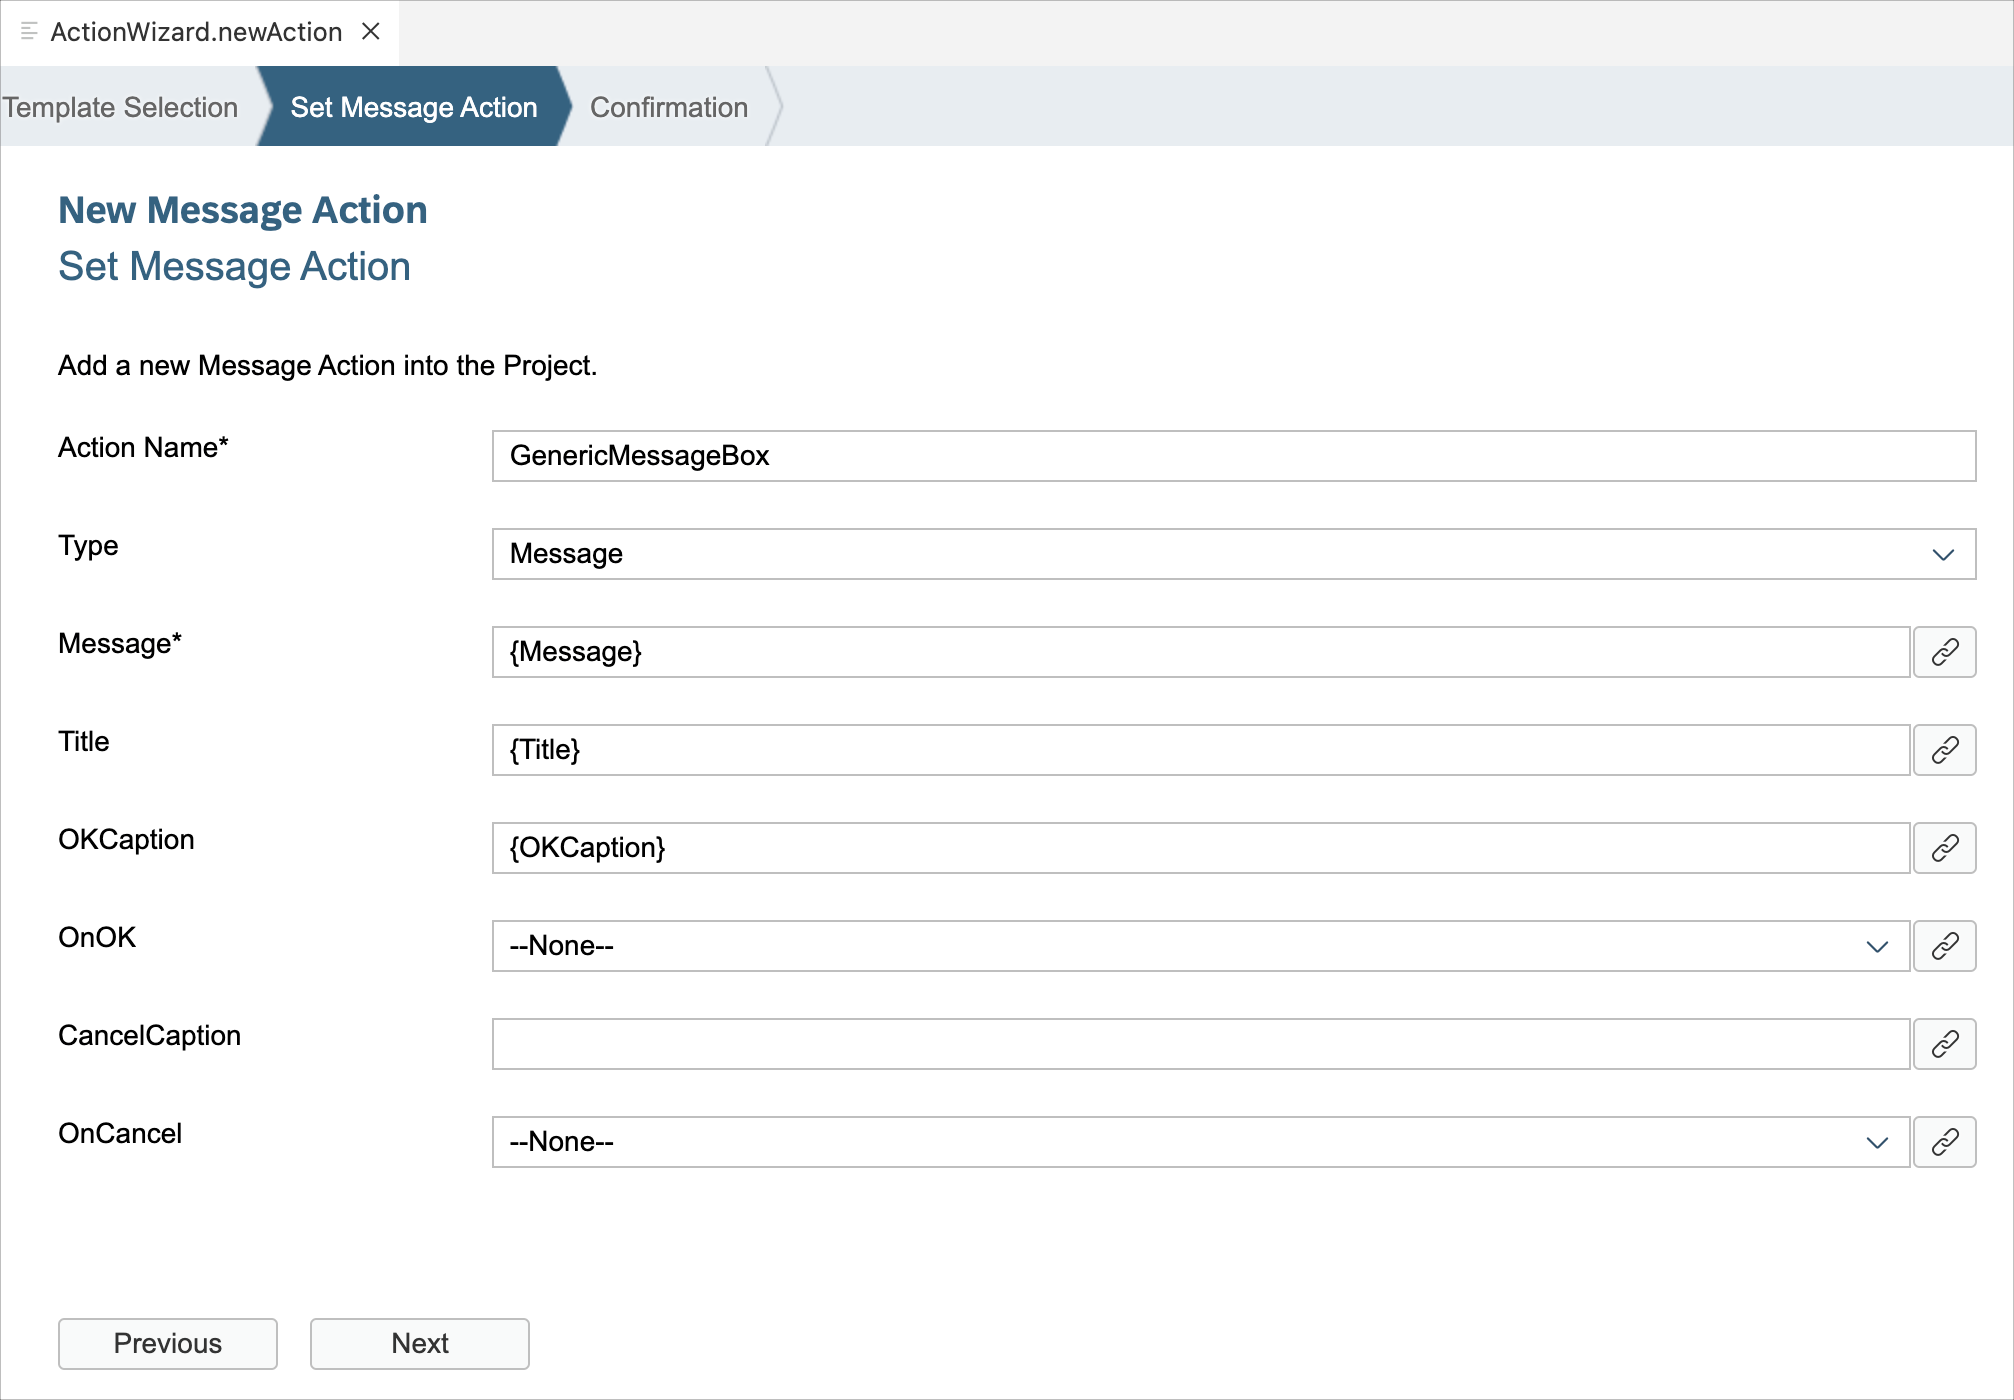 ActionWizard.newAction
Template Selection
Set Message Action
Confirmation
New Message Action
Set Message Action
Add a new Message Action into the Project.
Action Name*
GenericMessageBox
Type
Message
Message*
{Message}
Title
{Title}
OKCaption
{OKCaption}
OnOK
--None--
CancelCaption
OnCancel
--None--
Previous
Next